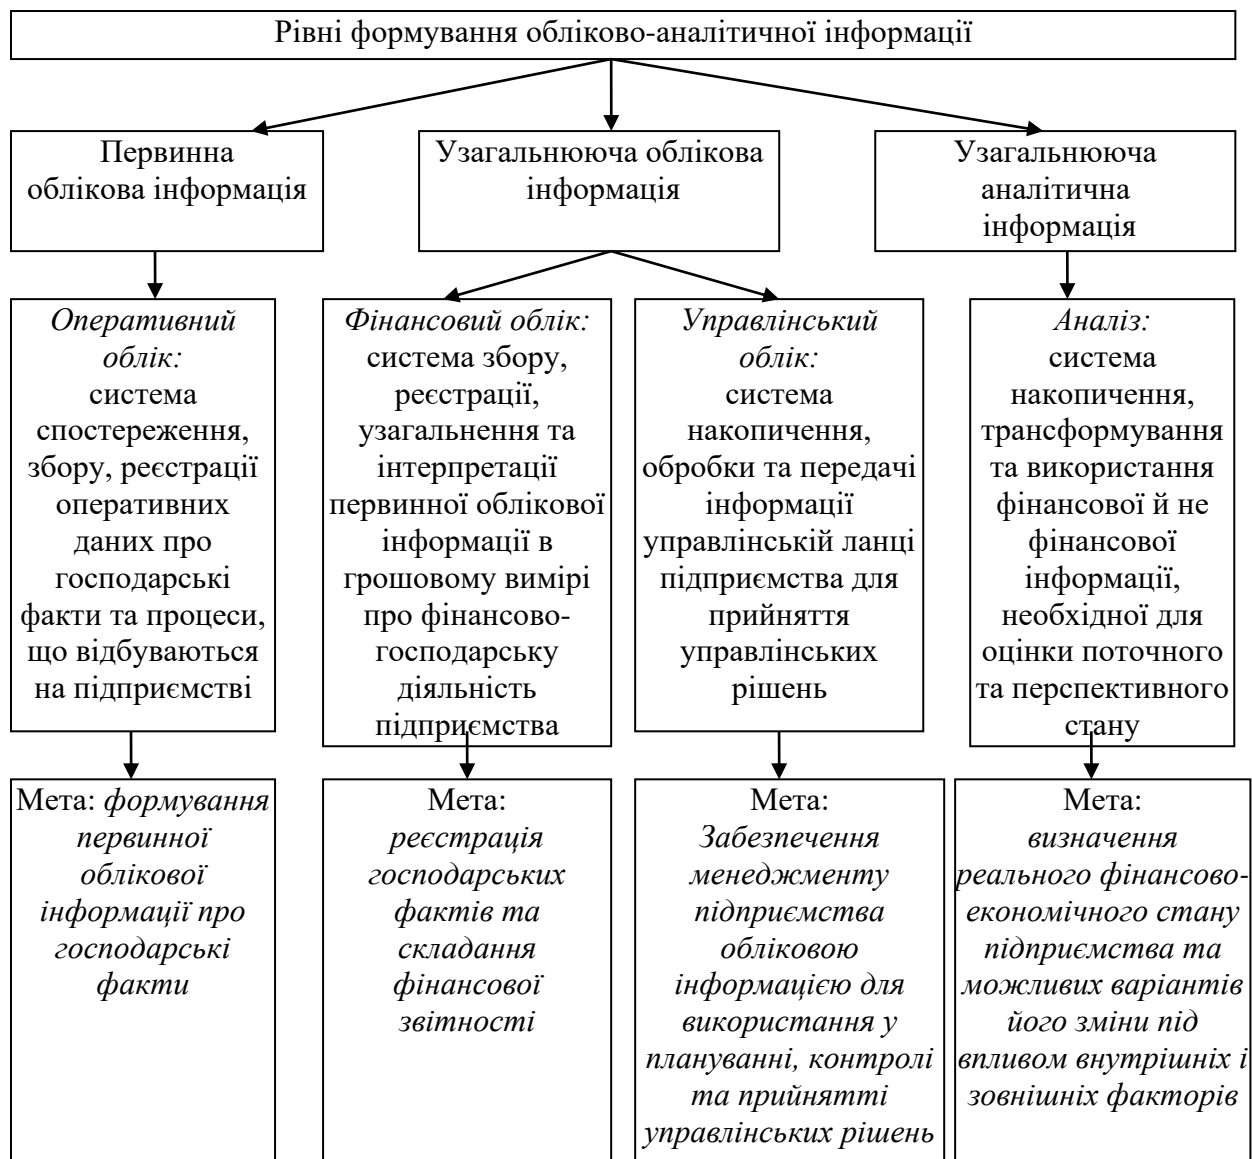 Рівні формування обліково-аналітичної інформації
Первинна
облікова інформація
Узагальнююча облікова
інформація
Узагальнююча
аналітична
інформація
Оперативний
облік:
система
спостереження,
збору, реєстрації
оперативних
даних про
господарські
факти та процеси,
що відбуваються
на підприємстві
Фінансовий облік:
система збору,
реєстрації,
узагальнення та
інтерпретації
первинної облікової
інформації в
грошовому вимірі
про фінансово-
господарську
діяльність
підприємства
Управлінський
облік:
система
накопичення,
обробки та передачі
інформації
управлінській ланці
підприємства для
прийняття
управлінських
рішень
Аналіз:
система
накопичення,
трансформування
та використання
фінансової й не
фінансової
інформації,
необхідної для
оцінки поточного
та перспективного
стану
Мета: формування
первинної
облікової
інформації про
господарські
факти
Мета:
реєстрація
господарських
фактів та
складання
фінансової
звітності
Мета:
Забезпечення
менеджменту
підприємства
обліковою
інформацією для
використання у
плануванні, контролі
та прийнятті
управлінських рішень
Мета:
визначення
реального фінансово-
економічного стану
підприємства та
можливих варіантів
його зміни під
впливом внутрішніх і
зовнішніх факторів